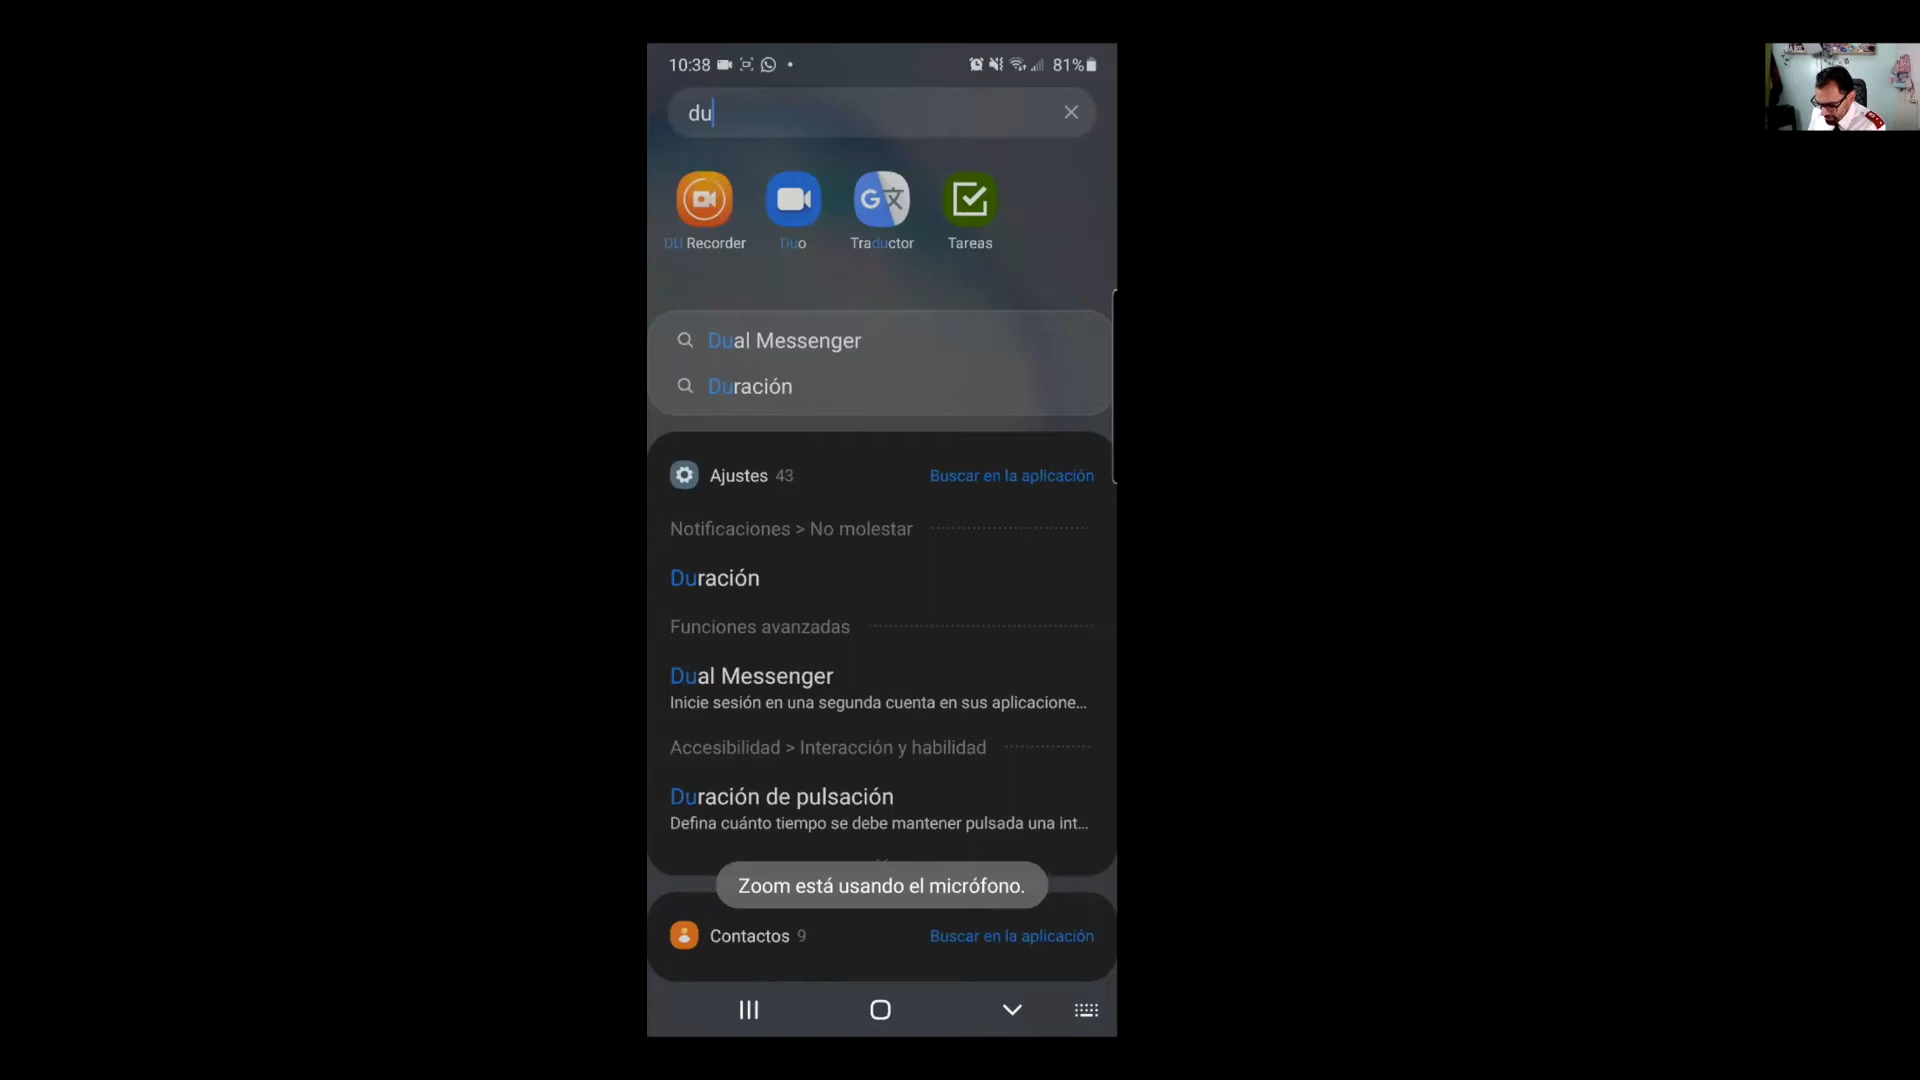 10:38 81%
du
DU Recorder Duo Traductor Tareas
Dual Messenger
Duración
Ajustes 43 Buscar en la aplicación
Notificaciones > No molestar
Duración
Funciones avanzadas
Dual Messenger
Inicie sesión en una segunda cuenta en sus aplicacione...
Accesibilidad > Interacción y habilidad
Duración de pulsación
Defina cuánto tiempo se debe mantener pulsada una int...
Zoom está usando el micrófono.
Contactos 9 Buscar en la aplicación